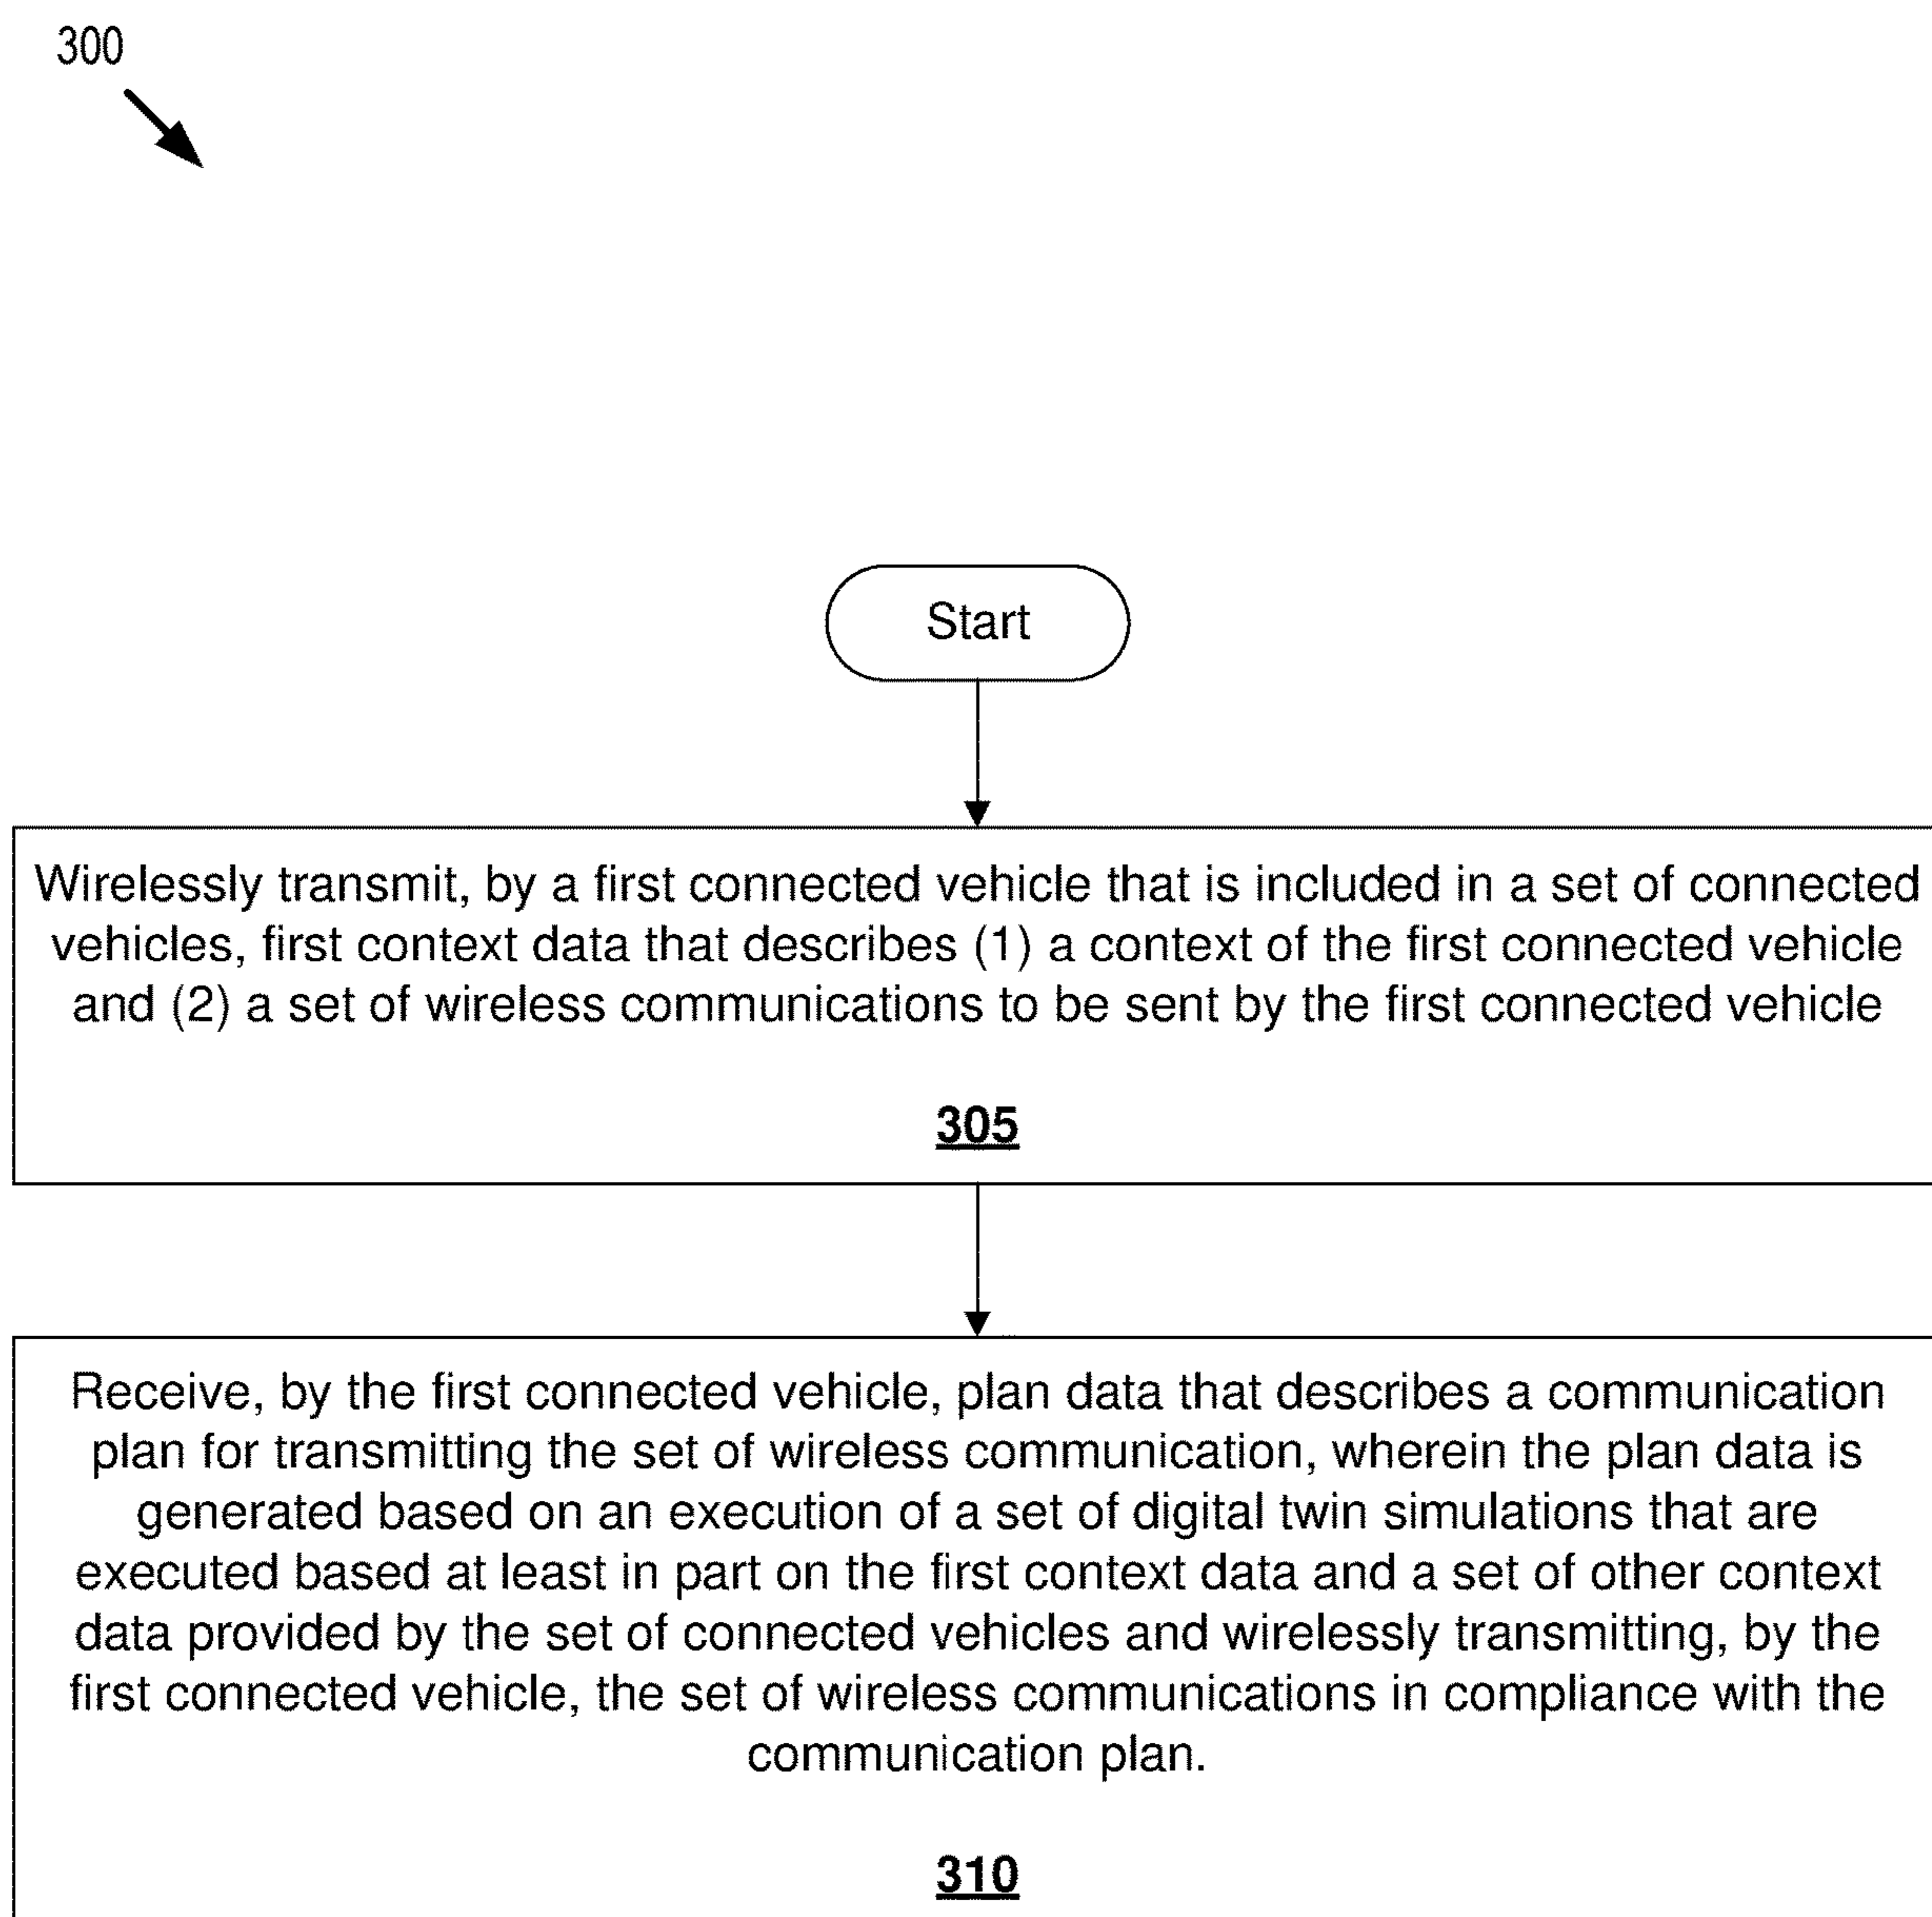 300
Start
Wirelessly transmit, by a first connected vehicle that is included in a set of connected
vehicles, first context data that describes (1) a context of the first connected vehicle
and (2) a set of wireless communications to be sent by the first connected vehicle
305
Receive, by the first connected vehicle, plan data that describes a communication
plan for transmitting the set of wireless communication, wherein the plan data is
generated based on an execution of a set of digital twin simulations that are
executed based at least in part on the first context data and a set of other context
data provided by the set of connected vehicles and wirelessly transmitting, by the
first connected vehicle, the set of wireless communications in compliance with the
communication plan.
310